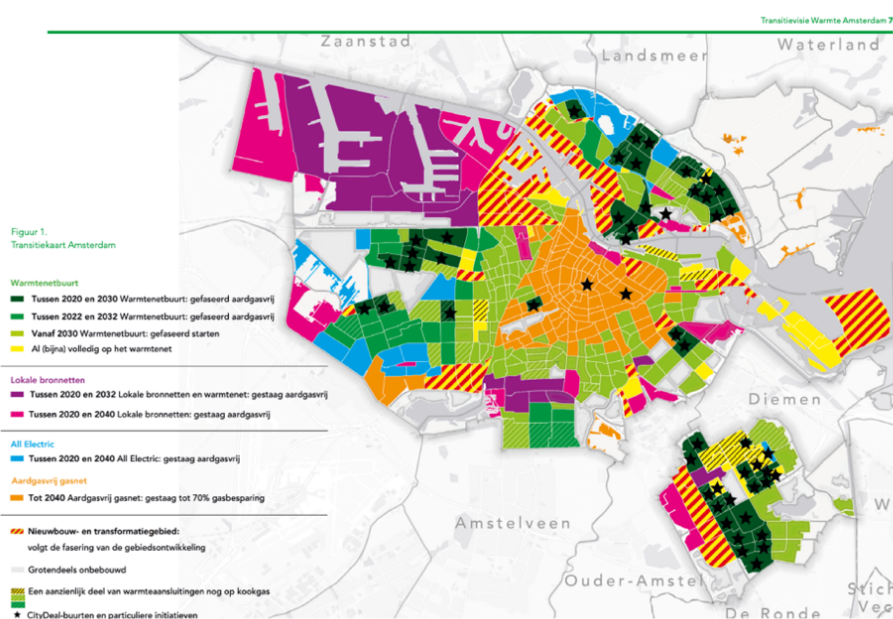 Transitievisie Warmte Amsterdam 7
Zaanstad
Landsmeer
Waterland
Figuur 1.
Transitiekaart Amsterdam
Warmtenetbuurt
Tussen 2020 en 2030 Warmtenetbuurt: gefaseerd aardgasvrij
Tussen 2022 en 2032 Warmtenetbuurt: gefaseerd aardgasvrij
Vanaf 2030 Warmtenetbuurt: gefaseerd starten
Al (bijna) volledig op het warmtenet
Lokale bronnetten
Tussen 2020 en 2032 Lokale bronnetten en warmtenet: gestaag aardgasvrij
Tussen 2020 en 2040 Lokale bronnetten: gestaag aardgasvrij
All Electric
Tussen 2020 en 2040 All Electric: gestaag aardgasvrij
Aardgasvrij gasnet
Tot 2040 Aardgasvrij gasnet: gestaag tot 70% gasbesparing
Nieuwbouw- en transformatiegebied:
volgt de fasering van de gebiedsontwikkeling
Grotendeels onbebouwd
Een aanzienlijk deel van warmteaansluitingen nog op kookgas
CityDeal-buurten en particuliere initiatieven
Diemen
Amstelveen
W
Ouder-Amstel
Stich
Vec
De Ronde